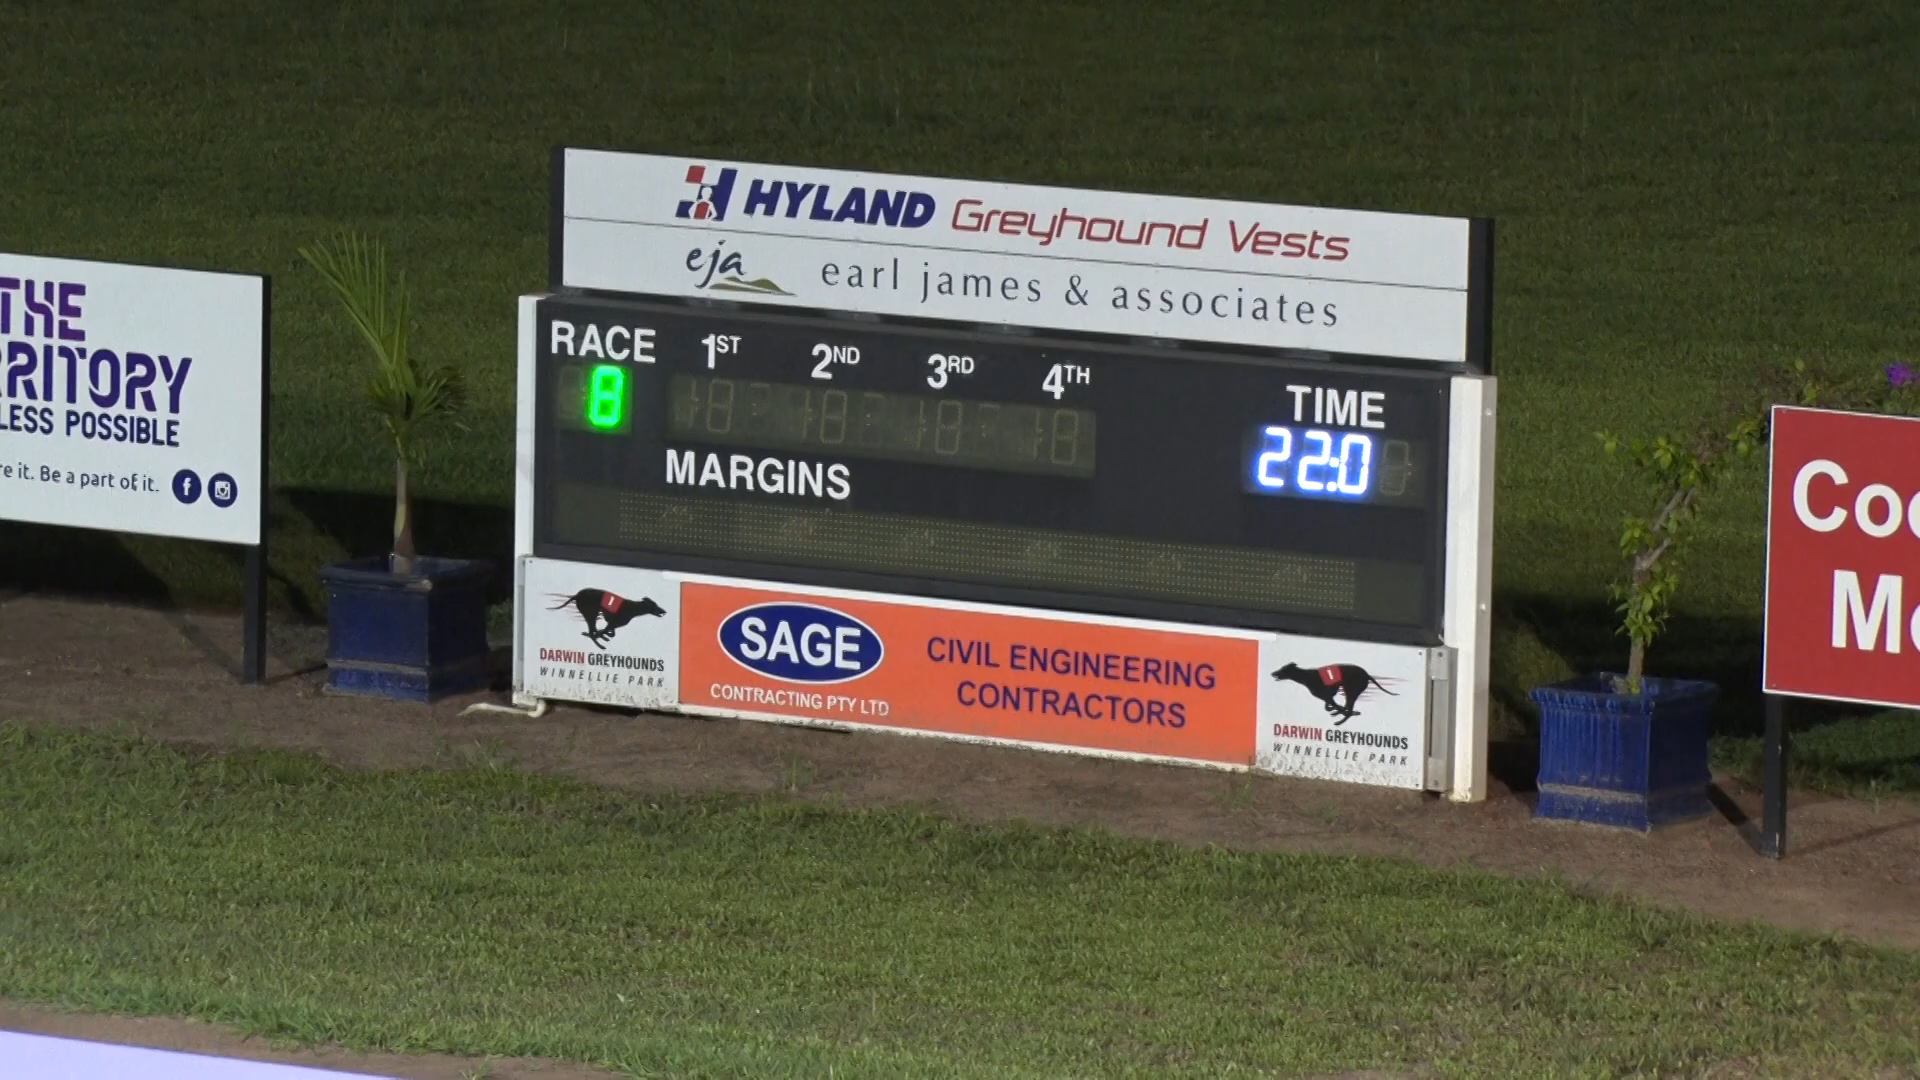 HYLAND Greyhound Vests
eja earl james & associates
THE
RRITORY
LESS POSSIBLE
re it. Be a part of it.
RACE 1ST 2ND 3RD 4TH TIME
8 22:0
MARGINS
DARWIN GREYHOUNDS
WINNELLIE PARK
SAGE
CONTRACTING PTY LTD
CIVIL ENGINEERING
CONTRACTORS
DARWIN GREYHOUNDS
WINNELLIE PARK